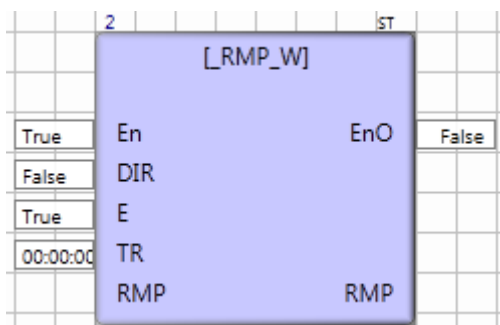 2 ST
[_RMP_W]
True En EnO False
False DIR
True E
00:00:00 TR
RMP RMP